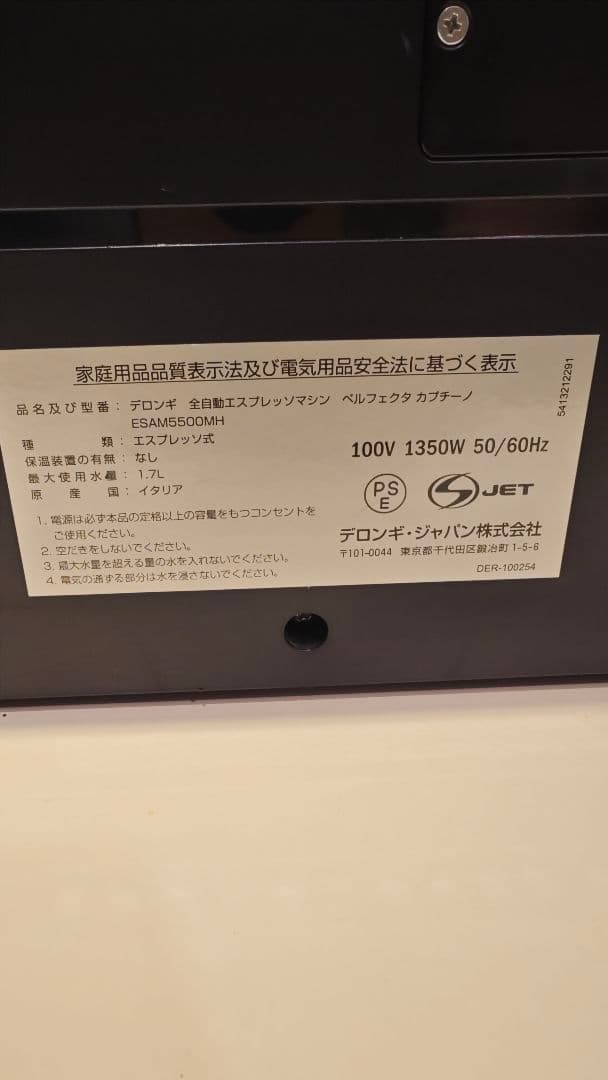 家庭用品品質表示法及び電気用品安全法に基づく表示
品名及び型番：デロンギ 全自動エスプレッソマシン ペルフェクタ カプチーノ
ESAM5500MH
種類：エスプレッソ式
保温装置の有無：なし
最大使用水量：1.7L
原産国：イタリア
1. 電源は必ず本品の定格以上の容量をもつコンセントを
ご使用ください。
2. 空だきをしないでください。
3. 最大水量を超える量の水を入れないでください。
4. 電気の通ずる部分は水を浸さないでください。
100V 1350W 50/60Hz
PS
E
JET
デロンギ・ジャパン株式会社
〒101-0044 東京都千代田区鍛冶町1-5-6
DER-100254
5413212291